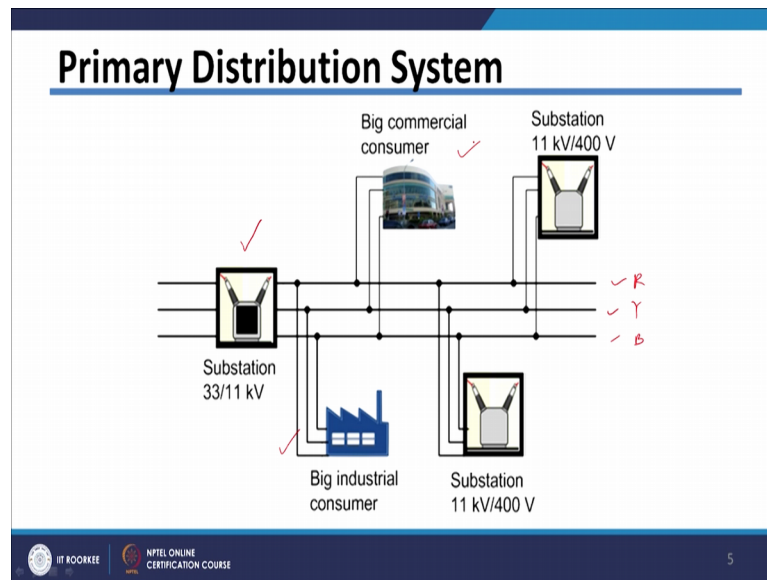 Primary Distribution System
Big commercial
consumer
Substation
11 kV/400 V
R
Y
B
Substation
33/11 kV
Big industrial
consumer
Substation
11 kV/400 V
IIT ROORKEE
NPTEL ONLINE
CERTIFICATION COURSE
5